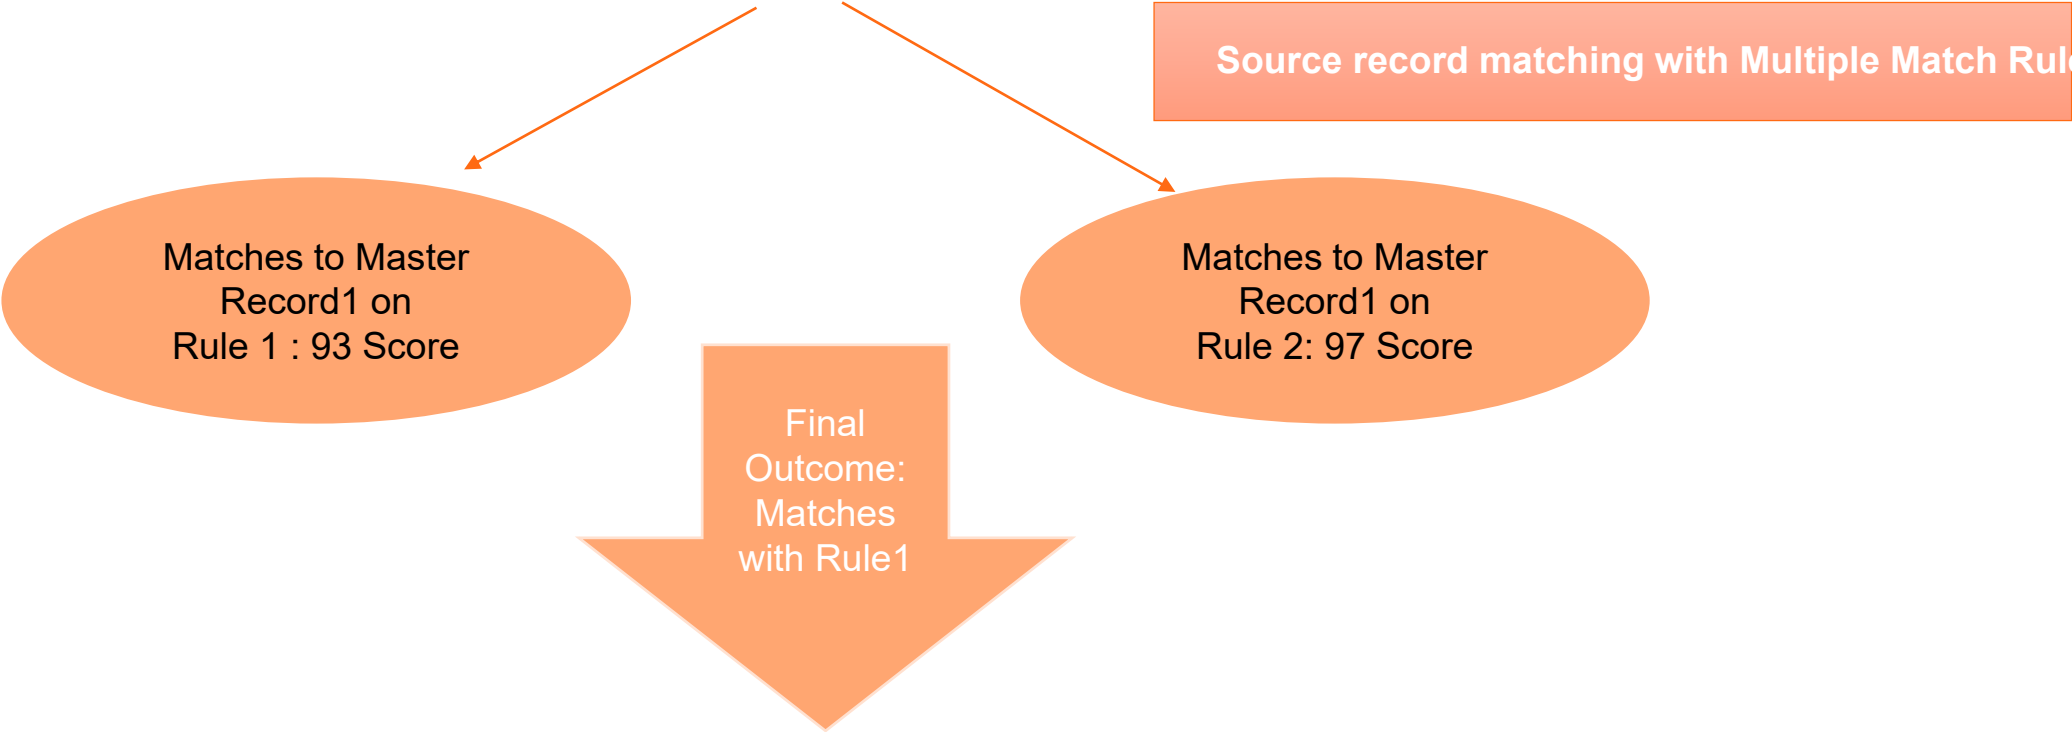 Source record matching with Multiple Match Rule
Matches to Master
Record1 on
Rule 1 : 93 Score
Matches to Master
Record1 on
Rule 2: 97 Score
Final
Outcome:
Matches
with Rule1